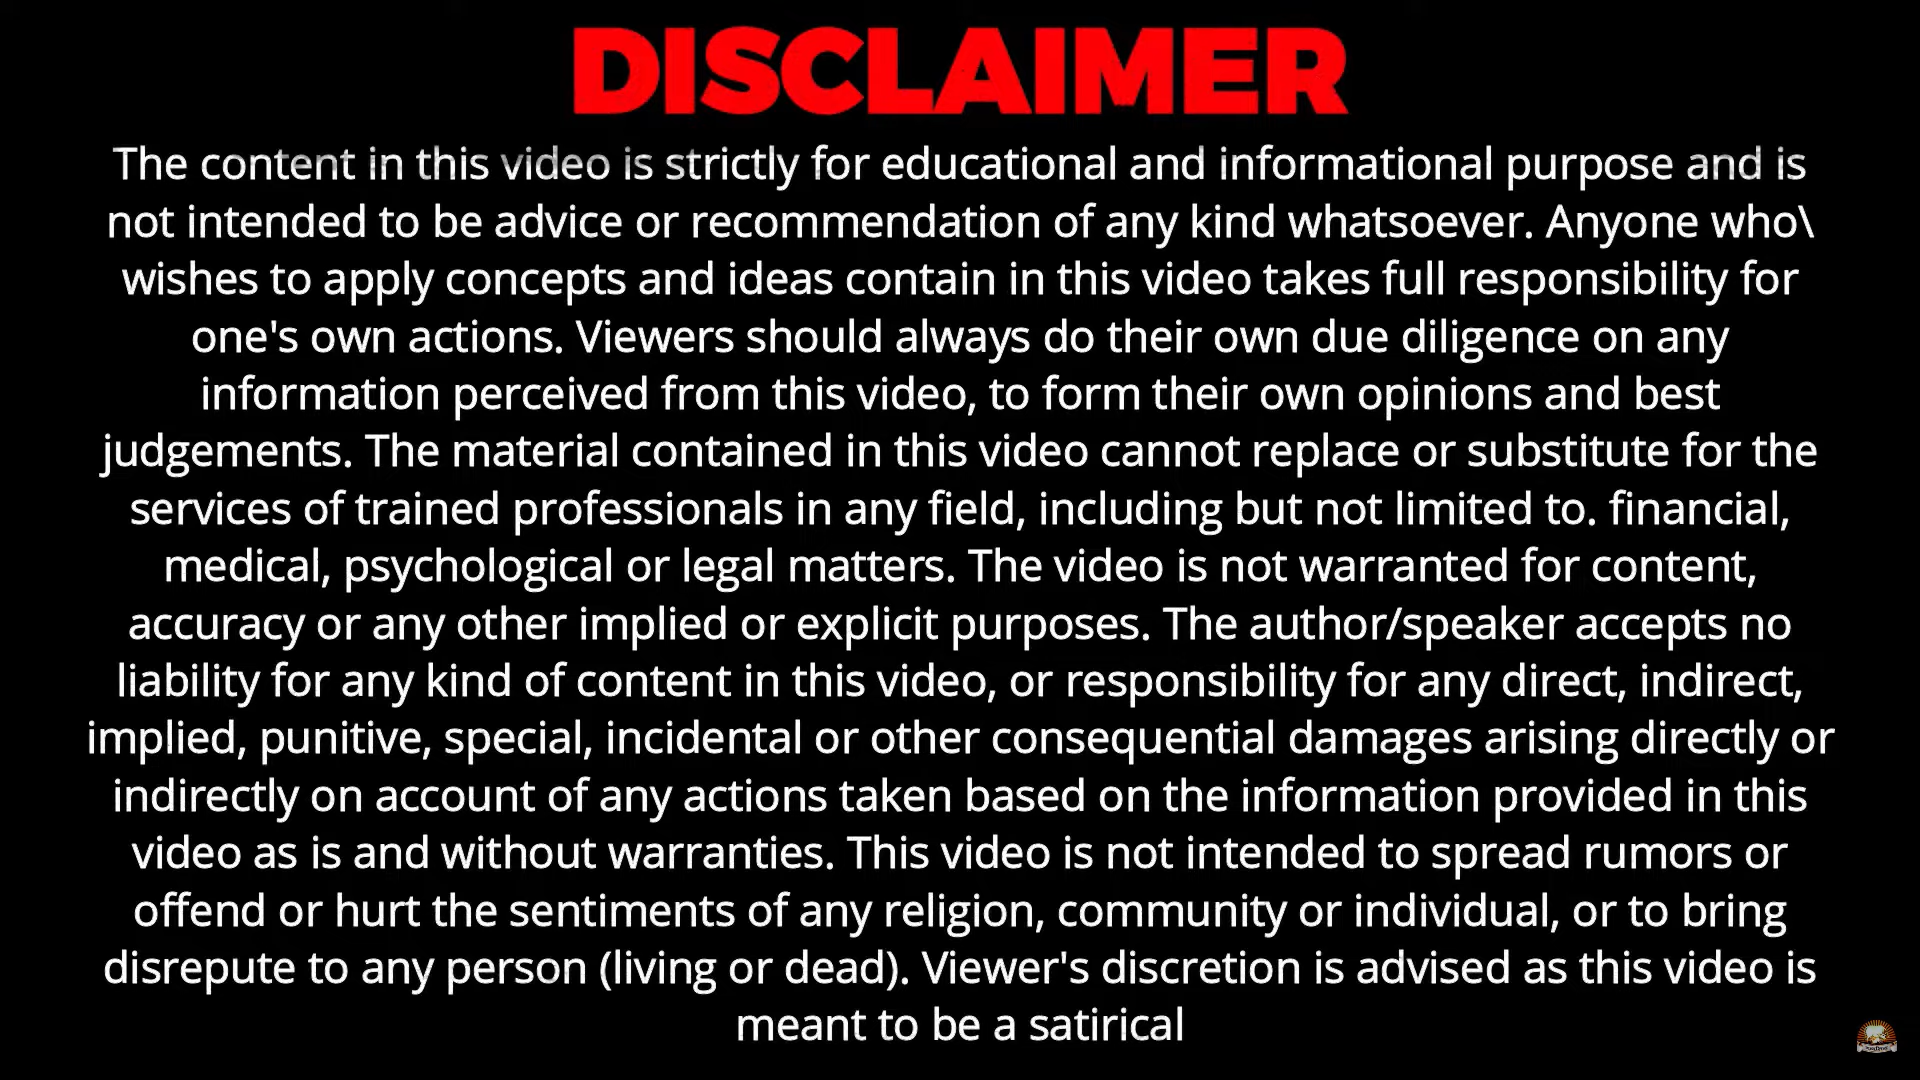 DISCLAIMER
The content in this video is strictly for educational and informational purpose and is
not intended to be advice or recommendation of any kind whatsoever. Anyone who\
wishes to apply concepts and ideas contain in this video takes full responsibility for
one's own actions. Viewers should always do their own due diligence on any
information perceived from this video, to form their own opinions and best
judgements. The material contained in this video cannot replace or substitute for the
services of trained professionals in any field, including but not limited to. financial,
medical, psychological or legal matters. The video is not warranted for content,
accuracy or any other implied or explicit purposes. The author/speaker accepts no
liability for any kind of content in this video, or responsibility for any direct, indirect,
implied, punitive, special, incidental or other consequential damages arising directly or
indirectly on account of any actions taken based on the information provided in this
video as is and without warranties. This video is not intended to spread rumors or
offend or hurt the sentiments of any religion, community or individual, or to bring
disrepute to any person (living or dead). Viewer's discretion is advised as this video is
meant to be a satirical